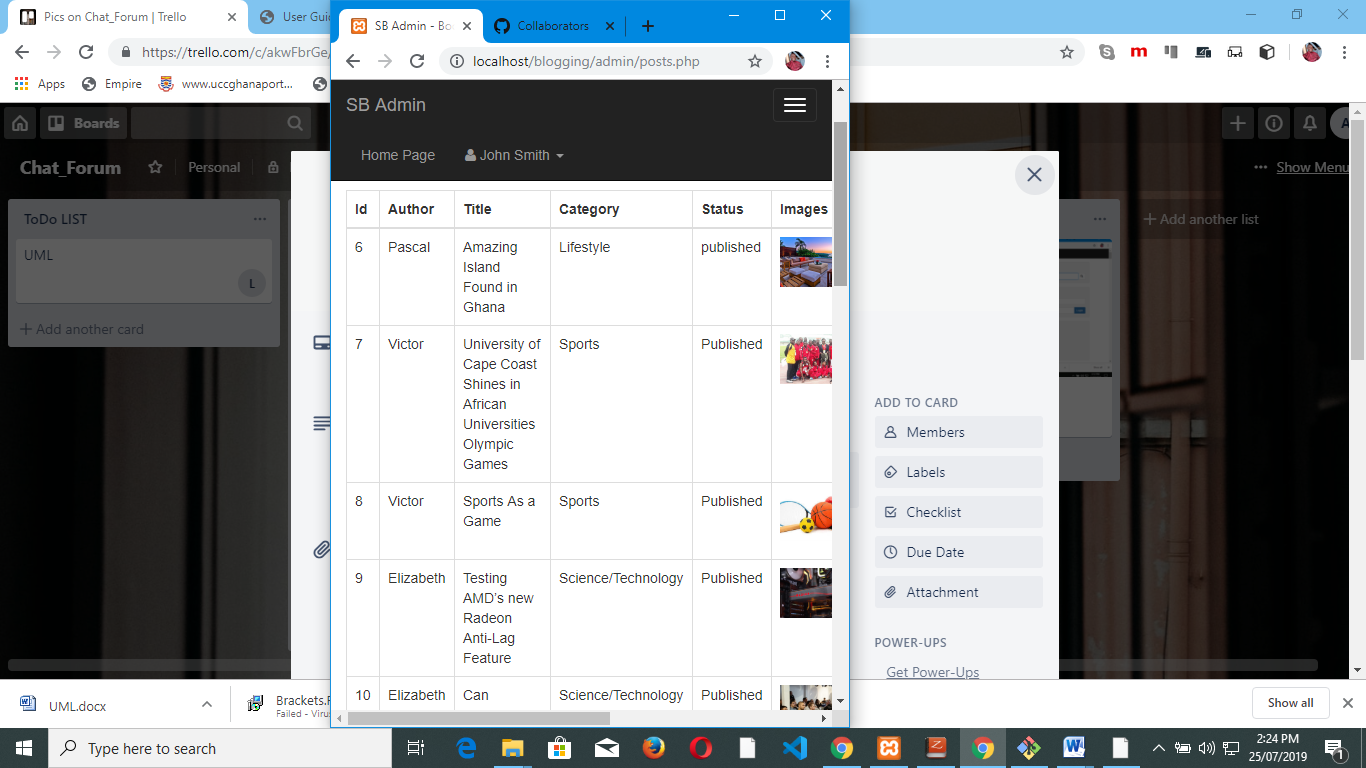 Pics on Chat_Forum | Trello
User Guid
SB Admin - Bo
Collaborators
https://trello.com/c/akwFbrGe/
localhost/blogging/admin/posts.php
Apps
Empire
www.uccghanaport...
SB Admin
Boards
Home Page
John Smith
Chat_Forum
Personal
Show Menu
ToDo LIST
UML
L
Add another card
Add another list
Id Author Title Category Status Images
6 Pascal Amazing Lifestyle published
Island
Found in
Ghana
7 Victor University of Sports Published
Cape Coast
Shines in
African
Universities
Olympic
Games
8 Victor Sports As a Sports Published
Game
9 Elizabeth Testing Science/Technology Published
AMD's new
Radeon
Anti-Lag
Feature
10 Elizabeth Can Science/Technology Published
ADD TO CARD
Members
Labels
Checklist
Due Date
Attachment
POWER-UPS
Get Power-Ups
UML.docx
Brackets.
Failed - Viru
Show all
Type here to search
2:24 PM
25/07/2019
1